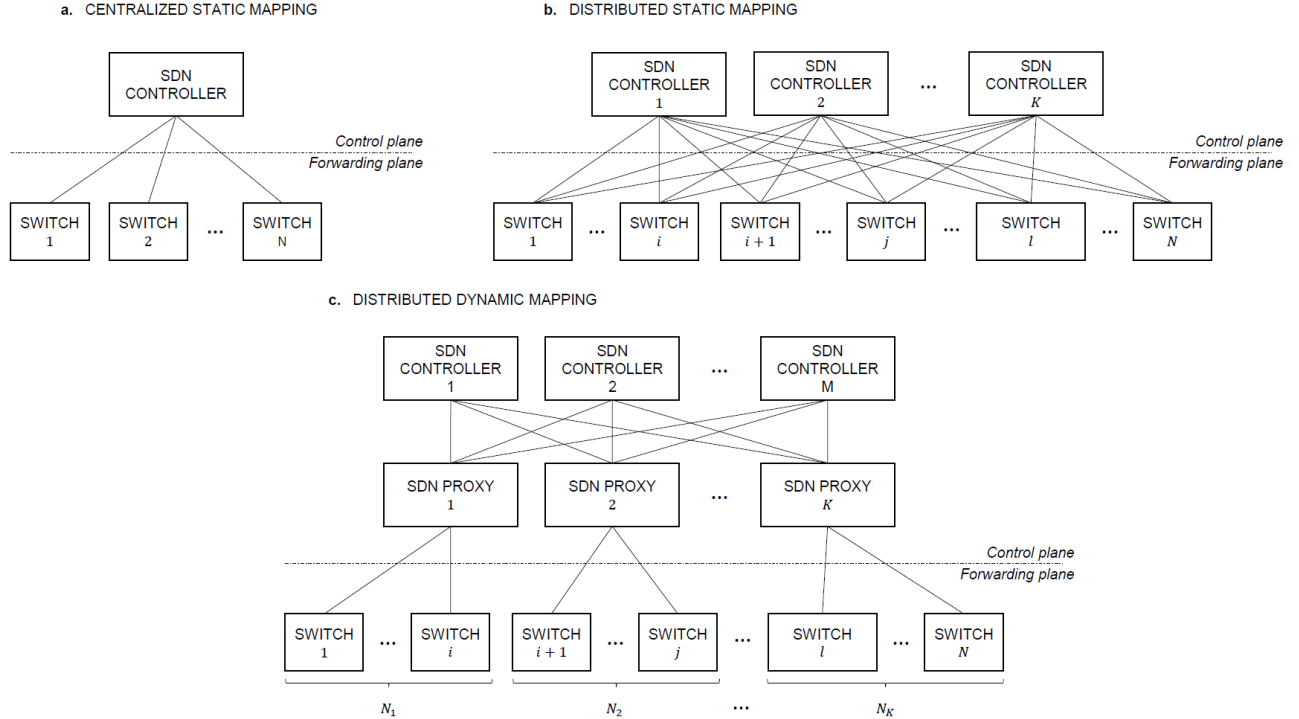 a. CENTRALIZED STATIC MAPPING
SDN
CONTROLLER
Control plane
Forwarding plane
SWITCH
1
SWITCH
2
...
SWITCH
N
b. DISTRIBUTED STATIC MAPPING
SDN
CONTROLLER
1
SDN
CONTROLLER
2
...
SDN
CONTROLLER
K
Control plane
Forwarding plane
SWITCH
1
...
SWITCH
i
SWITCH
i + 1
...
SWITCH
j
...
SWITCH
l
...
SWITCH
N
c. DISTRIBUTED DYNAMIC MAPPING
SDN
CONTROLLER
1
SDN
CONTROLLER
2
...
SDN
CONTROLLER
M
SDN PROXY
1
SDN PROXY
2
...
SDN PROXY
K
Control plane
Forwarding plane
SWITCH
1
...
SWITCH
i
SWITCH
i + 1
...
SWITCH
j
...
SWITCH
l
...
SWITCH
N
N₁
N₂
...
N_K